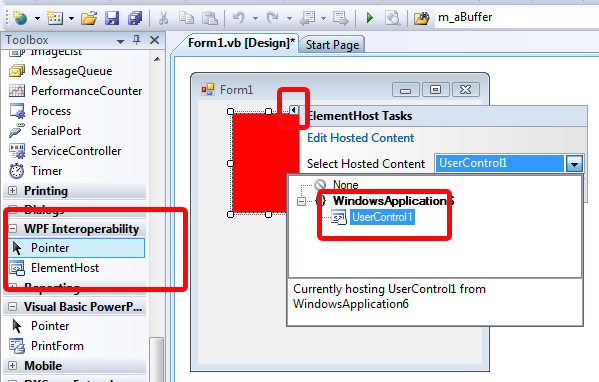 m_aBuffer
Toolbox
ImageList
MessageQueue
PerformanceCounter
Process
SerialPort
ServiceController
Timer
Printing
Dialogs
WPF Interoperability
Pointer
ElementHost
Reporting
Visual Basic PowerP...
Pointer
PrintForm
Mobile
Form1.vb [Design]*
Start Page
Form1
ElementHost Tasks
Edit Hosted Content
Select Hosted Content
UserControl1
None
{} WindowsApplication6
UserControl1
Currently hosting UserControl1 from
WindowsApplication6